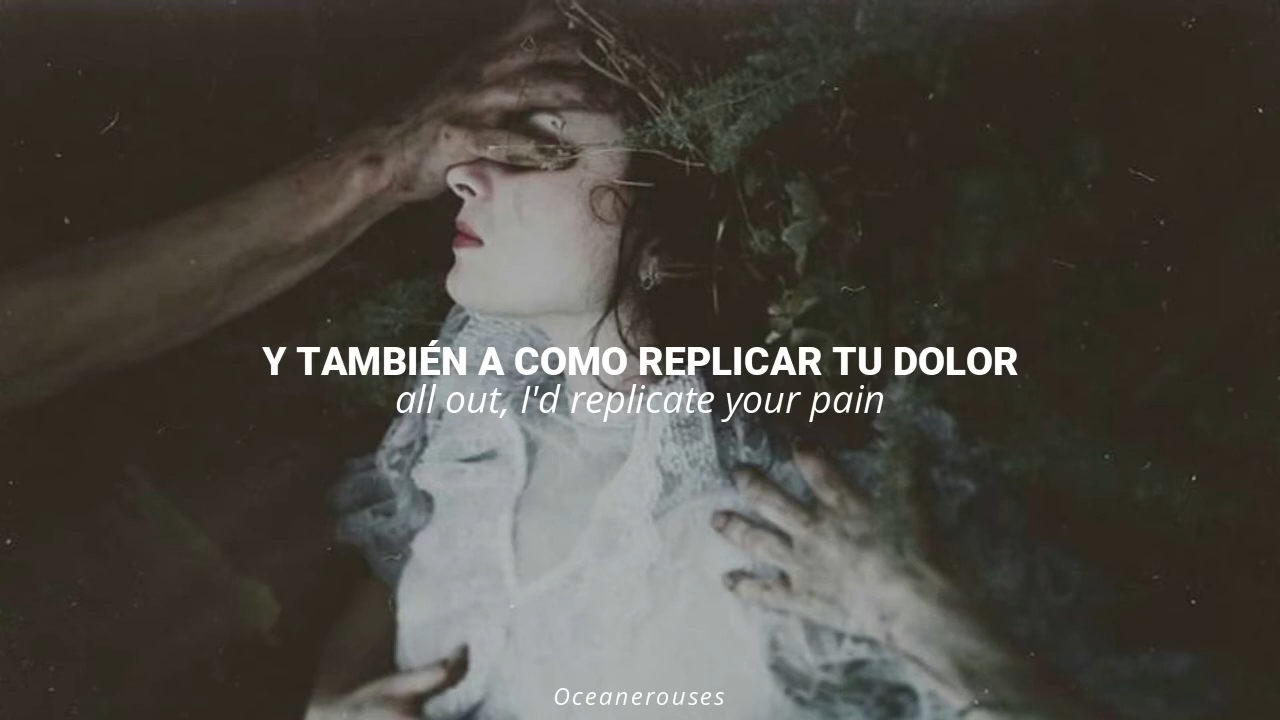 Y TAMBIÉN A COMO REPLICAR TU DOLOR
all out, I'd replicate your pain
Oceanerouses